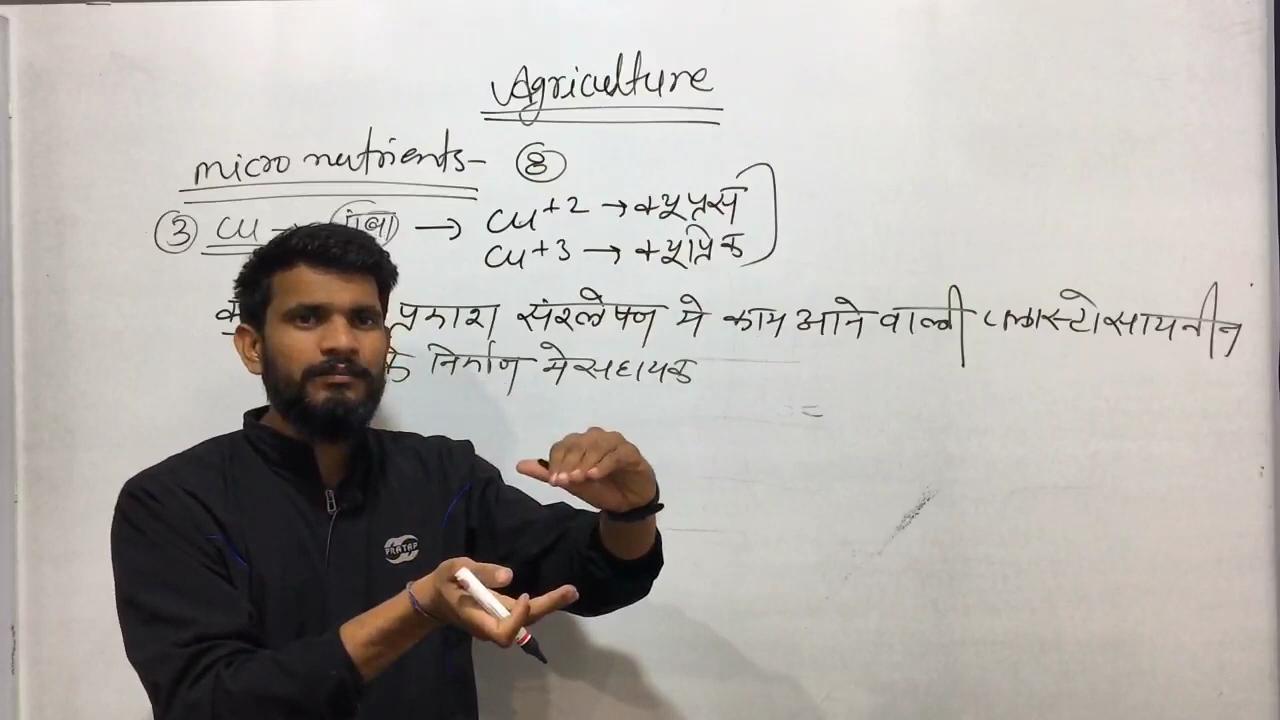 Agriculture
micro nutrients- ⑧
③ Cu → Cu+2 → क्यूप्रस
Cu+3 → क्यूप्रिक
प्रकाश संश्लेषण मे काम आने वाली प्लास्टोसायनीन
के निर्माण मे सहायक
PRATAP